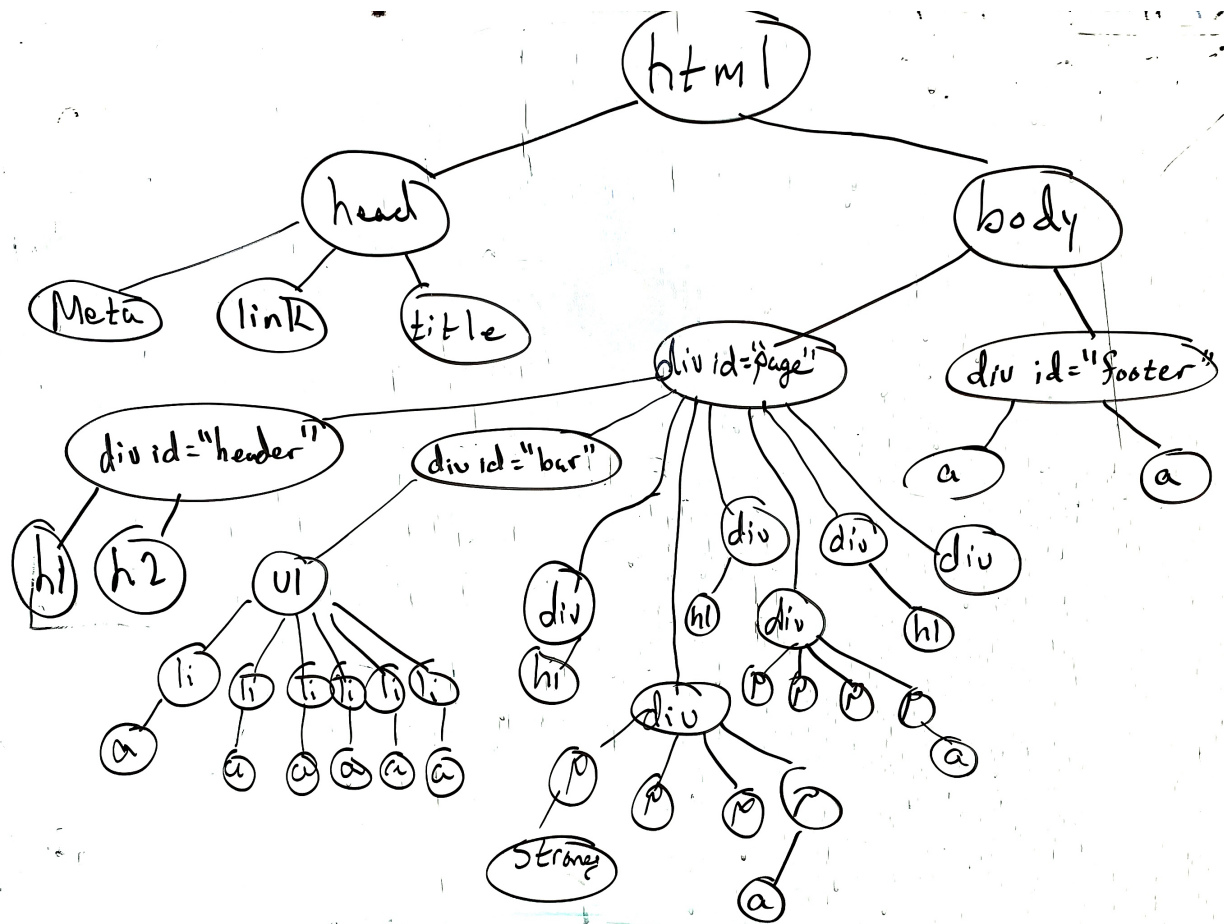 html
head
body
Meta
link
title
div id="page"
div id="footer"
div id="header"
div id="bar"
a
a
h1
h2
ul
div
div
div
div
h1
div
h1
h1
li
li
li
li
li
li
p
p
p
p
a
div
a
a
a
a
a
a
p
p
p
p
strong
a